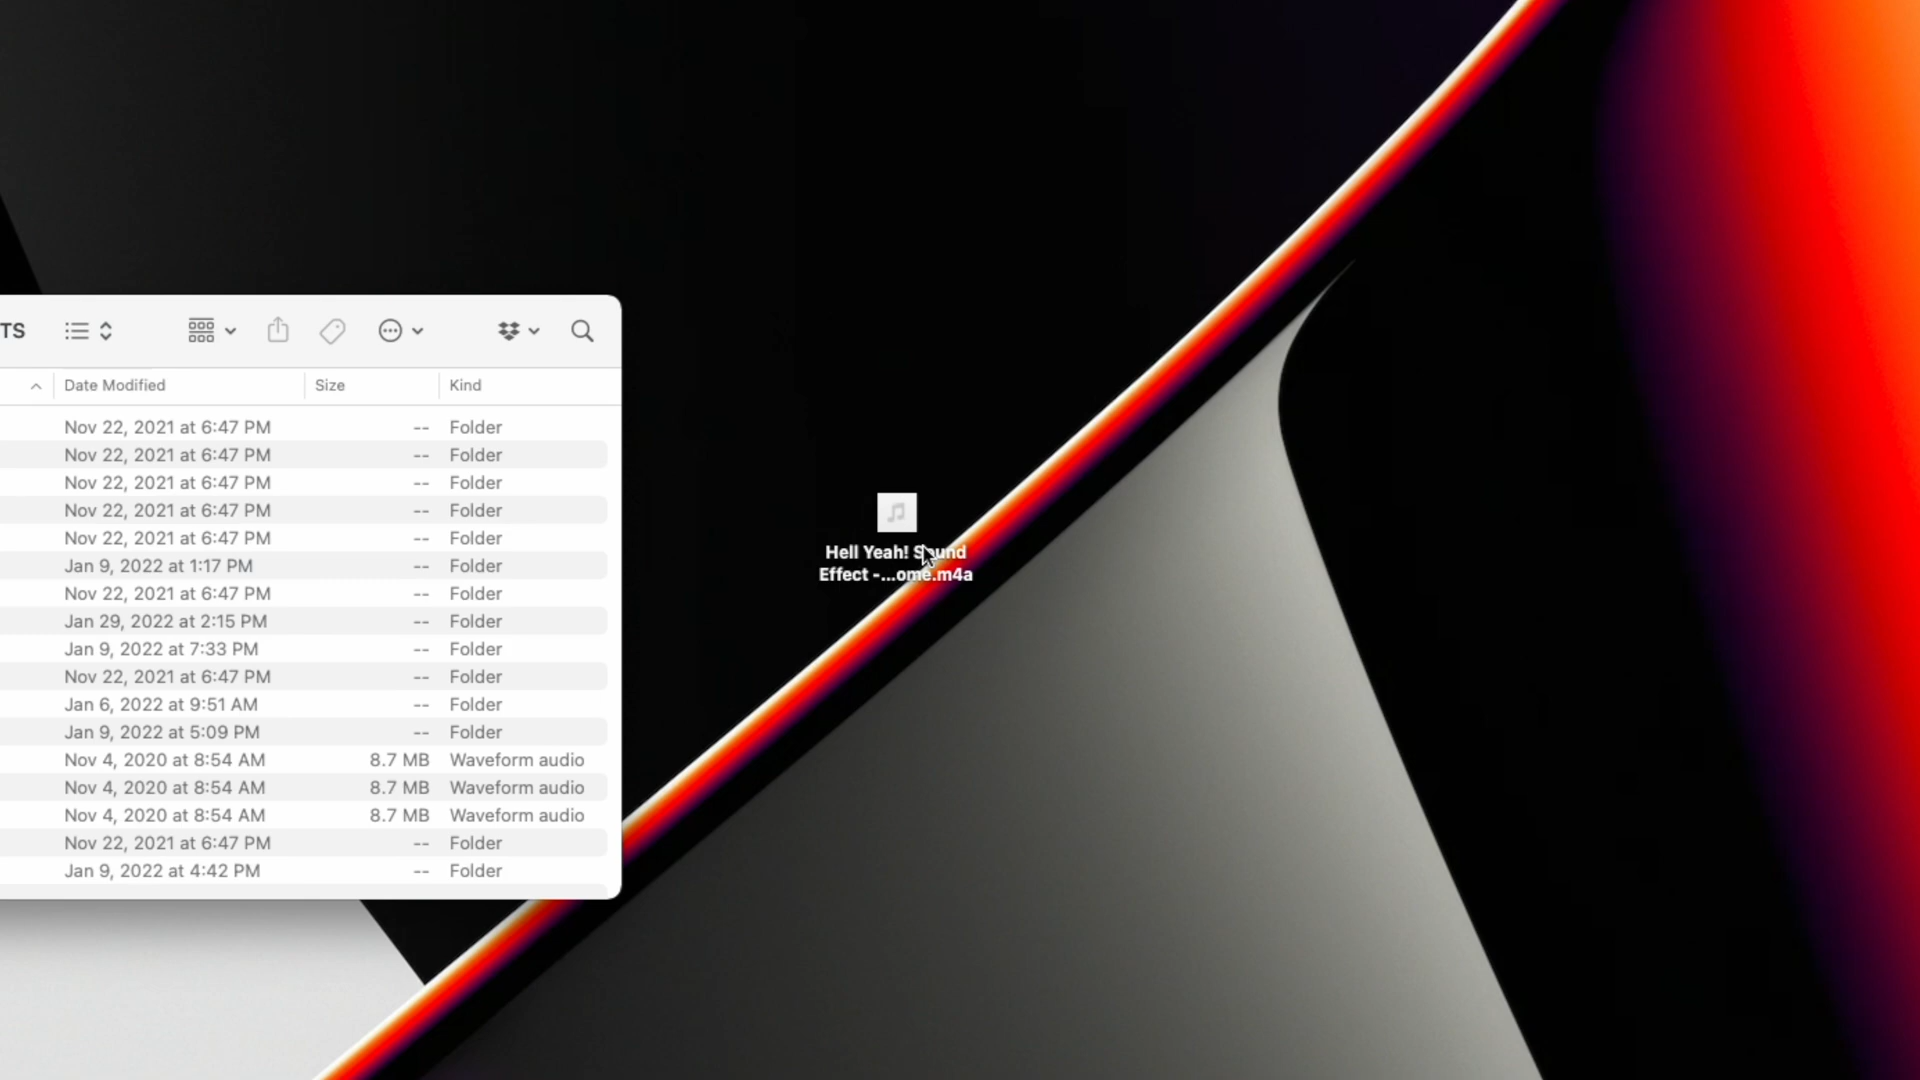 TS
Date Modified Size Kind
Nov 22, 2021 at 6:47 PM -- Folder
Nov 22, 2021 at 6:47 PM -- Folder
Nov 22, 2021 at 6:47 PM -- Folder
Nov 22, 2021 at 6:47 PM -- Folder
Nov 22, 2021 at 6:47 PM -- Folder
Jan 9, 2022 at 1:17 PM -- Folder
Nov 22, 2021 at 6:47 PM -- Folder
Jan 29, 2022 at 2:15 PM -- Folder
Jan 9, 2022 at 7:33 PM -- Folder
Nov 22, 2021 at 6:47 PM -- Folder
Jan 6, 2022 at 9:51 AM -- Folder
Jan 9, 2022 at 5:09 PM -- Folder
Nov 4, 2020 at 8:54 AM 8.7 MB Waveform audio
Nov 4, 2020 at 8:54 AM 8.7 MB Waveform audio
Nov 4, 2020 at 8:54 AM 8.7 MB Waveform audio
Nov 22, 2021 at 6:47 PM -- Folder
Jan 9, 2022 at 4:42 PM -- Folder
Hell Yeah! Sound
Effect -...ome.m4a